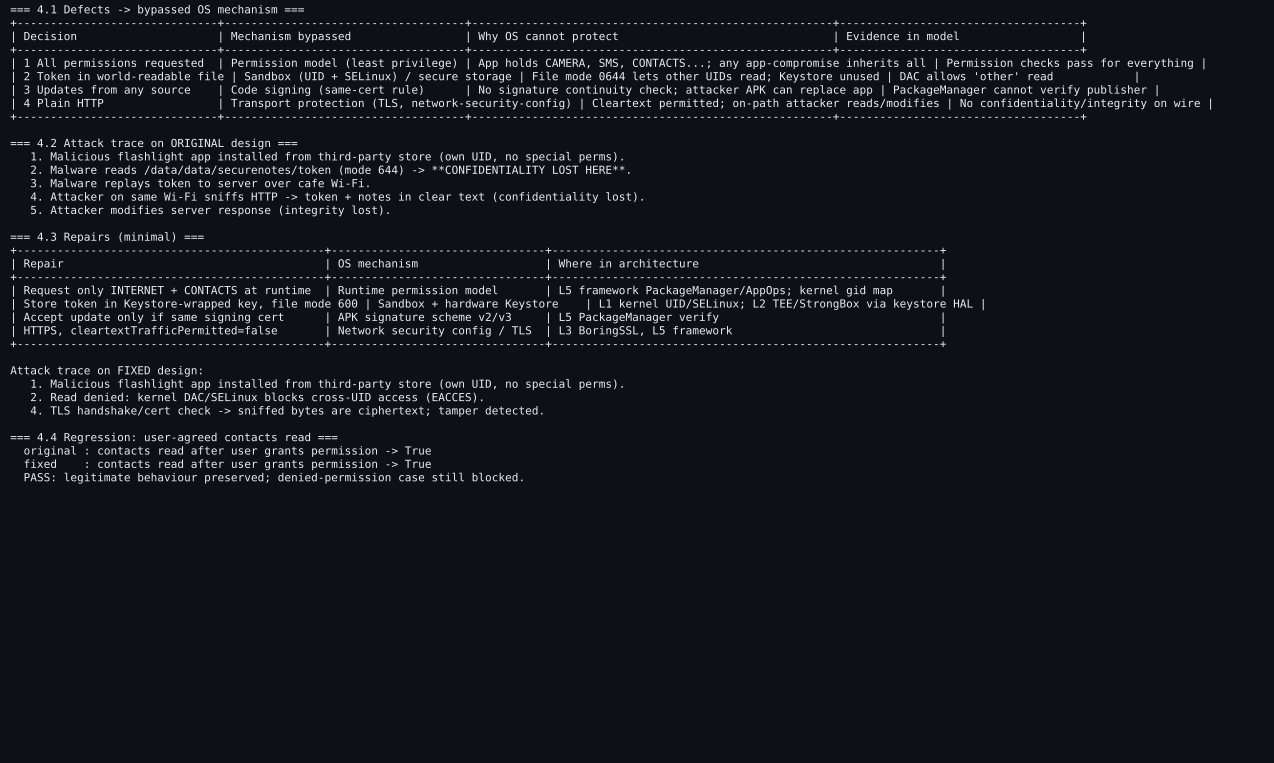 === 4.1 Defects -> bypassed OS mechanism ===
+------------------------------+------------------------------------+------------------------------------------------------+------------------------------------+
| Decision                     | Mechanism bypassed                 | Why OS cannot protect                                | Evidence in model                  |
+------------------------------+------------------------------------+------------------------------------------------------+------------------------------------+
| 1 All permissions requested  | Permission model (least privilege) | App holds CAMERA, SMS, CONTACTS...; any app-compromise inherits all | Permission checks pass for everything |
| 2 Token in world-readable file | Sandbox (UID + SELinux) / secure storage | File mode 0644 lets other UIDs read; Keystore unused | DAC allows 'other' read            |
| 3 Updates from any source    | Code signing (same-cert rule)      | No signature continuity check; attacker APK can replace app | PackageManager cannot verify publisher |
| 4 Plain HTTP                 | Transport protection (TLS, network-security-config) | Cleartext permitted; on-path attacker reads/modifies | No confidentiality/integrity on wire |
+------------------------------+------------------------------------+------------------------------------------------------+------------------------------------+
=== 4.2 Attack trace on ORIGINAL design ===
   1. Malicious flashlight app installed from third-party store (own UID, no special perms).
   2. Malware reads /data/data/securenotes/token (mode 644) -> **CONFIDENTIALITY LOST HERE**.
   3. Malware replays token to server over cafe Wi-Fi.
   4. Attacker on same Wi-Fi sniffs HTTP -> token + notes in clear text (confidentiality lost).
   5. Attacker modifies server response (integrity lost).
=== 4.3 Repairs (minimal) ===
+----------------------------------------------+--------------------------------+----------------------------------------------------------+
| Repair                                       | OS mechanism                   | Where in architecture                                    |
+----------------------------------------------+--------------------------------+----------------------------------------------------------+
| Request only INTERNET + CONTACTS at runtime  | Runtime permission model       | L5 framework PackageManager/AppOps; kernel gid map       |
| Store token in Keystore-wrapped key, file mode 600 | Sandbox + hardware Keystore    | L1 kernel UID/SELinux; L2 TEE/StrongBox via keystore HAL |
| Accept update only if same signing cert      | APK signature scheme v2/v3     | L5 PackageManager verify                                 |
| HTTPS, cleartextTrafficPermitted=false       | Network security config / TLS  | L3 BoringSSL, L5 framework                               |
+----------------------------------------------+--------------------------------+----------------------------------------------------------+
Attack trace on FIXED design:
   1. Malicious flashlight app installed from third-party store (own UID, no special perms).
   2. Read denied: kernel DAC/SELinux blocks cross-UID access (EACCES).
   4. TLS handshake/cert check -> sniffed bytes are ciphertext; tamper detected.
=== 4.4 Regression: user-agreed contacts read ===
  original : contacts read after user grants permission -> True
  fixed    : contacts read after user grants permission -> True
  PASS: legitimate behaviour preserved; denied-permission case still blocked.